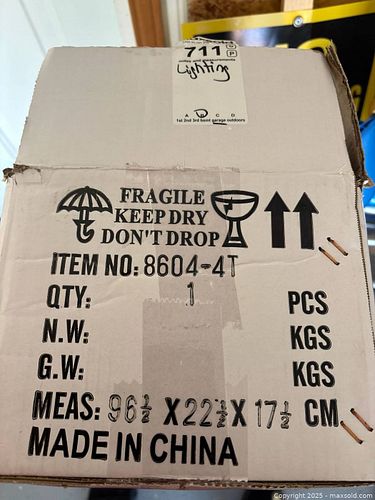 711
Lighting
A B C D
1st 2nd 3rd bsmt garage outdoors
FRAGILE
KEEP DRY
DON'T DROP
ITEM NO: 8604-4T
QTY: 1 PCS
N.W: KGS
G.W: KGS
MEAS: 96½ X 22½ X 17½ CM
MADE IN CHINA
Copyright 2025 - maxsold.com